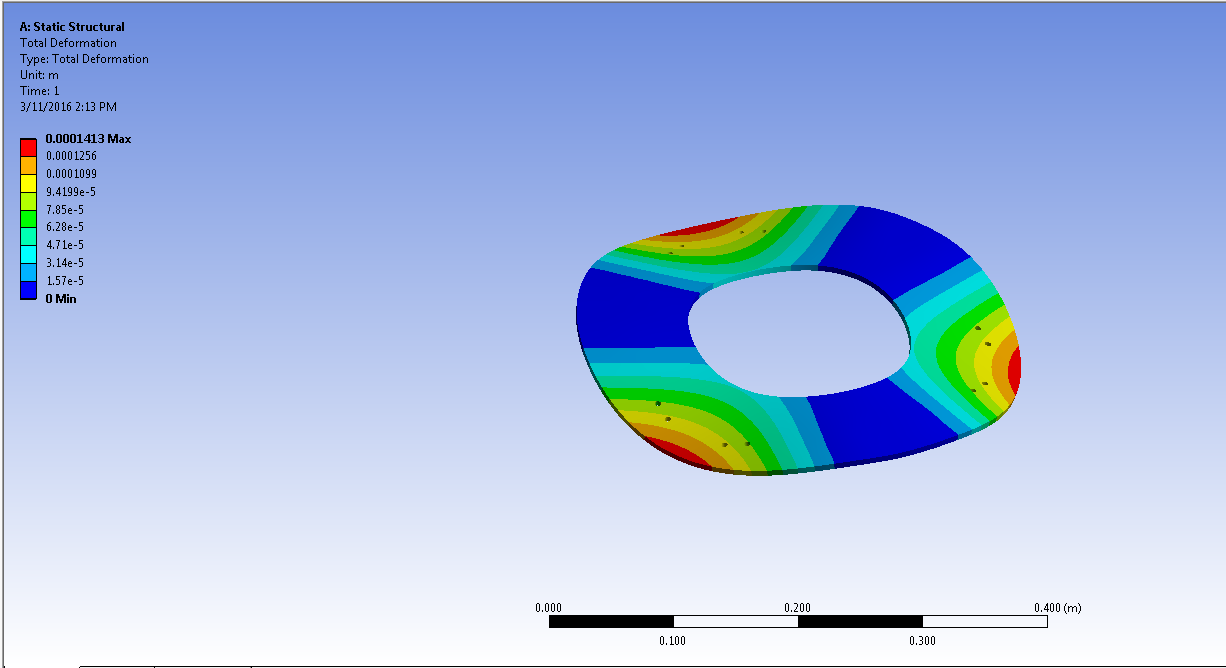 A: Static Structural
Total Deformation
Type: Total Deformation
Unit: m
Time: 1
3/11/2016 2:13 PM
0.0001413 Max
0.0001256
0.0001099
9.4199e-5
7.85e-5
6.28e-5
4.71e-5
3.14e-5
1.57e-5
0 Min
0.000 0.200 0.400 (m)
0.100 0.300